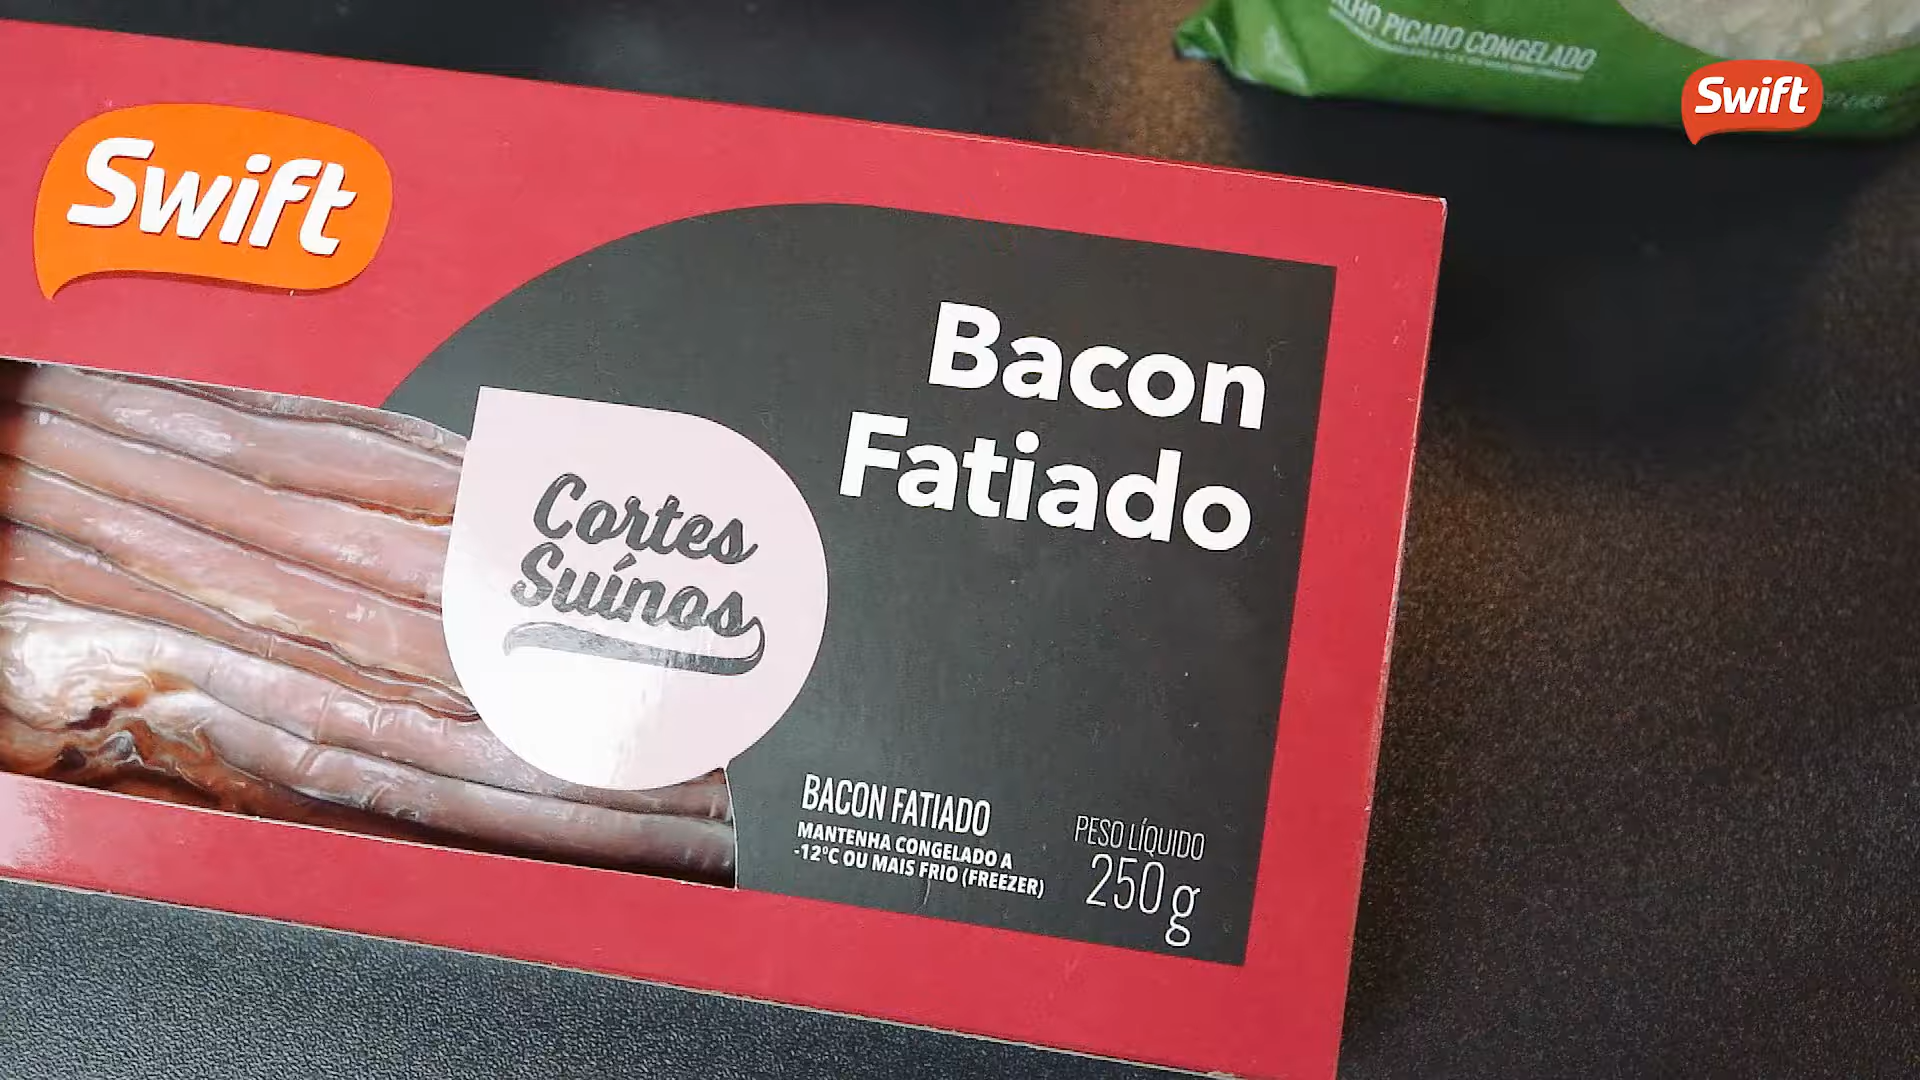 PICADO CONGELADO
Swift
Swift
Bacon
Fatiado
Cortes
Suínos
BACON FATIADO
MANTENHA CONGELADO A
-12°C OU MAIS FRIO (FREEZER)
PESO LÍQUIDO
250 g